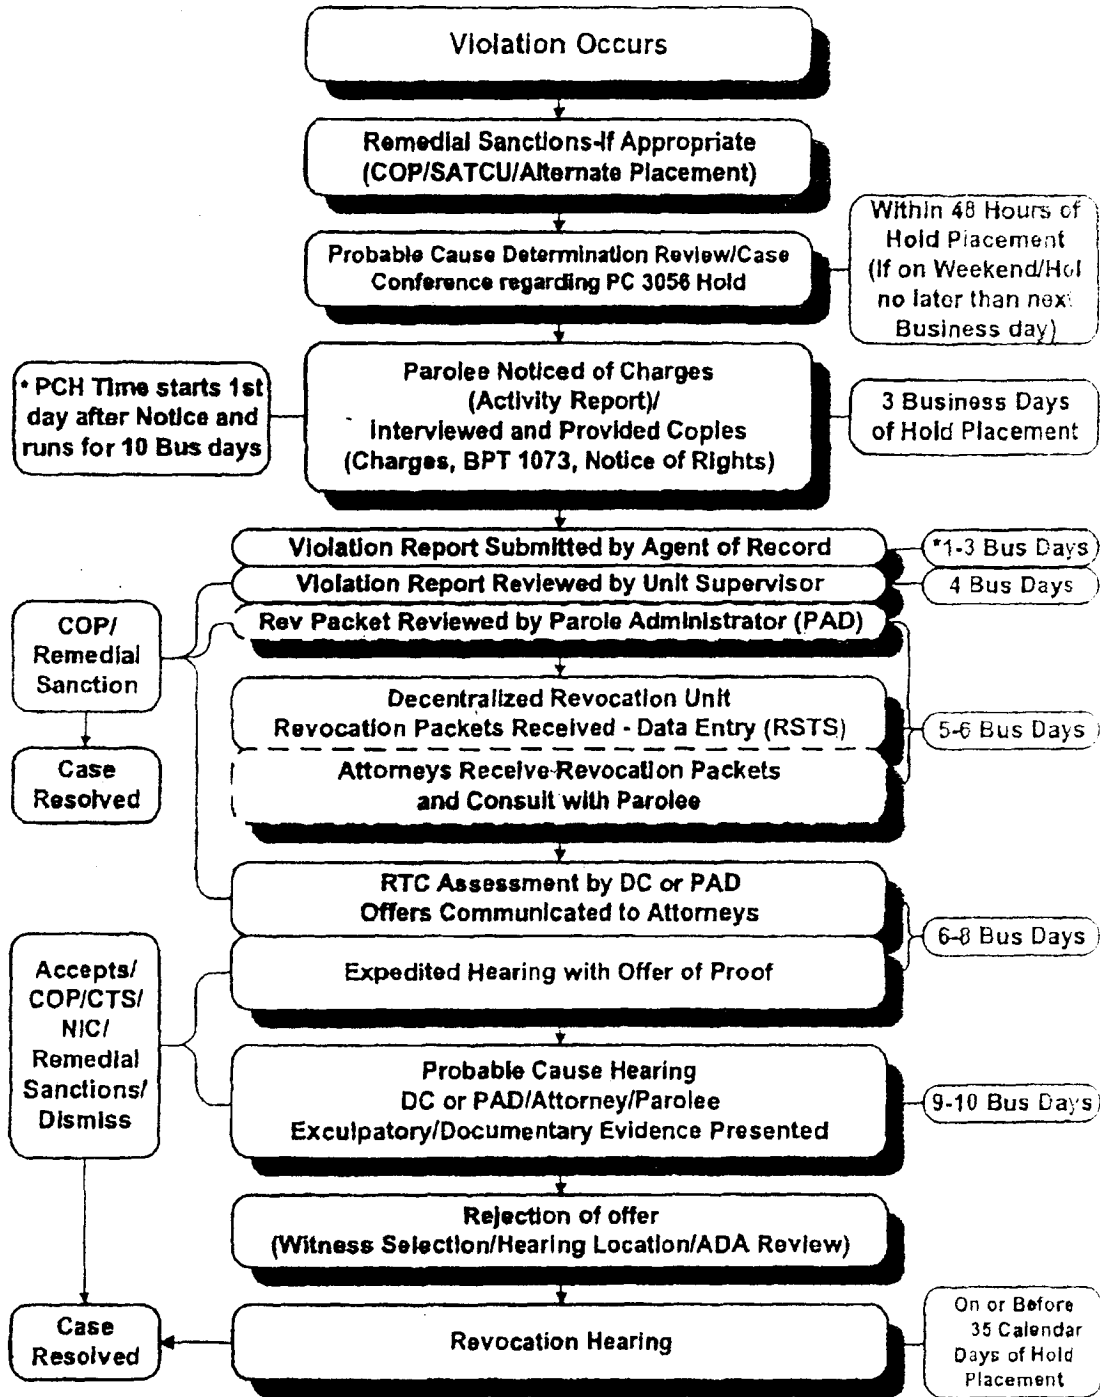 Violation Occurs
Remedial Sanctions-If Appropriate
(COP/SATCU/Alternate Placement)
Probable Cause Determination Review/Case
Conference regarding PC 3056 Hold
Within 48 Hours of
Hold Placement
(If on Weekend/Hol
no later than next
Business day)
* PCH Time starts 1st
day after Notice and
runs for 10 Bus days
Parolee Noticed of Charges
(Activity Report)/
Interviewed and Provided Copies
(Charges, BPT 1073, Notice of Rights)
3 Business Days
of Hold Placement
Violation Report Submitted by Agent of Record
*1-3 Bus Days
Violation Report Reviewed by Unit Supervisor
4 Bus Days
Rev Packet Reviewed by Parole Administrator (PAD)
COP/
Remedial
Sanction
Case
Resolved
Decentralized Revocation Unit
Revocation Packets Received - Data Entry (RSTS)
Attorneys Receive Revocation Packets
and Consult with Parolee
5-6 Bus Days
RTC Assessment by DC or PAD
Offers Communicated to Attorneys
Expedited Hearing with Offer of Proof
6-8 Bus Days
Accepts/
COP/CTS/
NIC/
Remedial
Sanctions/
Dismiss
Probable Cause Hearing
DC or PAD/Attorney/Parolee
Exculpatory/Documentary Evidence Presented
9-10 Bus Days
Rejection of offer
(Witness Selection/Hearing Location/ADA Review)
Case
Resolved
Revocation Hearing
On or Before
35 Calendar
Days of Hold
Placement